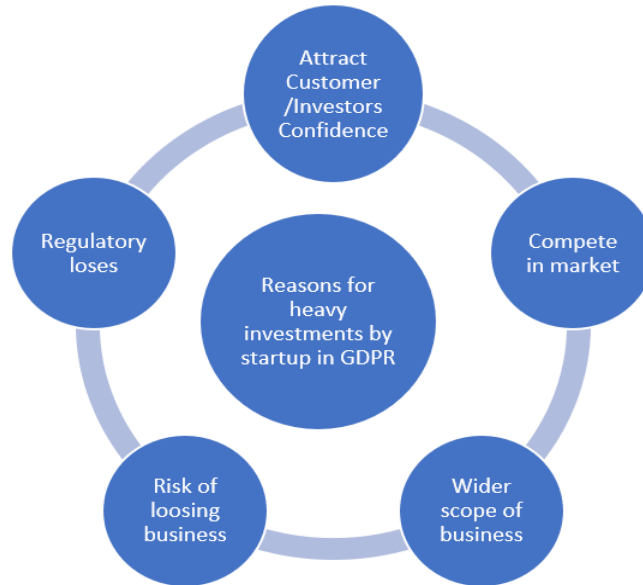 Attract
Customer
/Investors
Confidence
Regulatory
loses
Compete
in market
Reasons for
heavy
investments by
startup in GDPR
Risk of
loosing
business
Wider
scope of
business